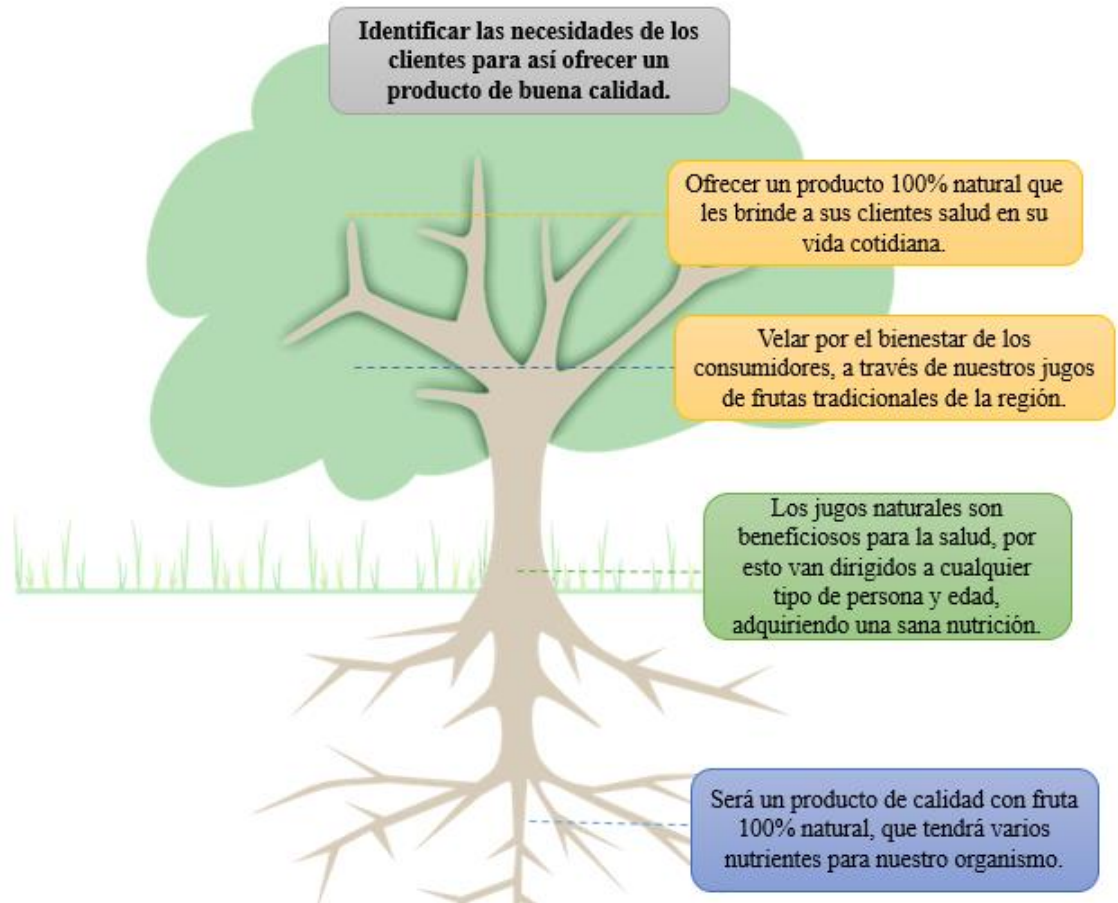 Identificar las necesidades de los
clientes para así ofrecer un
producto de buena calidad.
Ofrecer un producto 100% natural que
les brinde a sus clientes salud en su
vida cotidiana.
Velar por el bienestar de los
consumidores, a través de nuestros jugos
de frutas tradicionales de la región.
Los jugos naturales son
beneficiosos para la salud, por
esto van dirigidos a cualquier
tipo de persona y edad,
adquiriendo una sana nutrición.
Será un producto de calidad con fruta
100% natural, que tendrá varios
nutrientes para nuestro organismo.